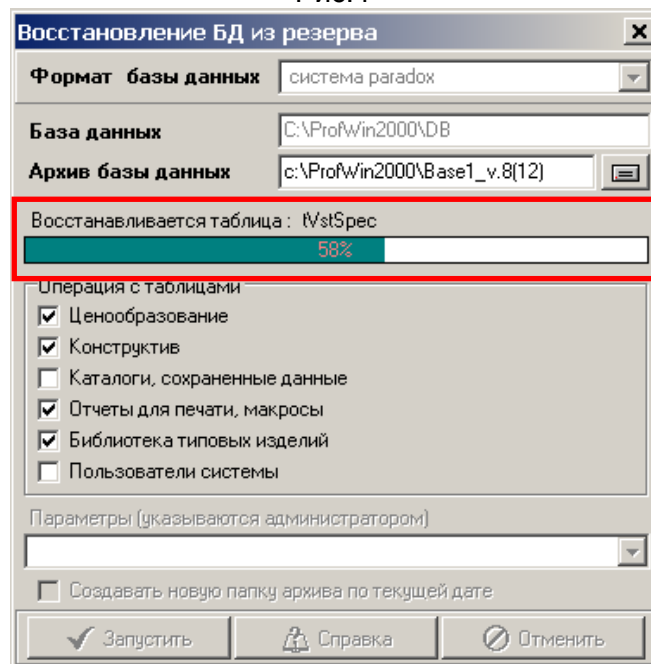 Восстановление БД из резерва
Формат базы данных система paradox
База данных C:\ProfWin2000\DB
Архив базы данных c:\ProfWin2000\Base1_v.8(12)
Восстанавливается таблица : tVstSpec
58%
Операция с таблицами
Ценообразование
Конструктив
Каталоги, сохраненные данные
Отчеты для печати, макросы
Библиотека типовых изделий
Пользователи системы
Параметры (указываются администратором)
Создавать новую папку архива по текущей дате
Запустить Справка Отменить